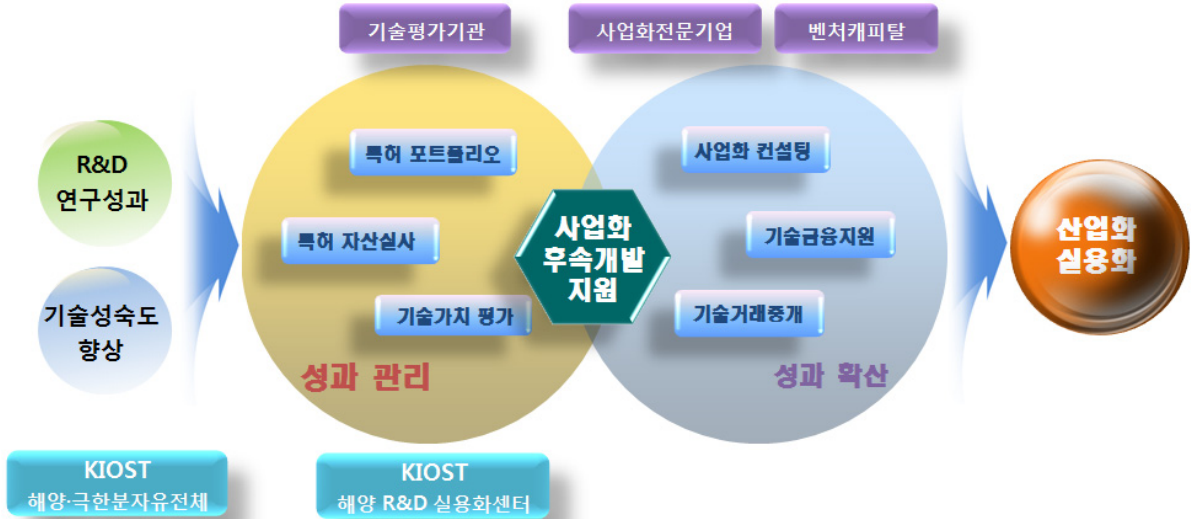 기술평가기관
사업화전문기업
벤처캐피탈
R&D
연구성과
기술성숙도
향상
특허 포트폴리오
특허 자산실사
기술가치 평가
성과 관리
사업화
후속개발
지원
사업화 컨설팅
기술금융지원
기술거래중개
성과 확산
산업화
실용화
KIOST
해양·극한분자유전체
KIOST
해양 R&D 실용화센터